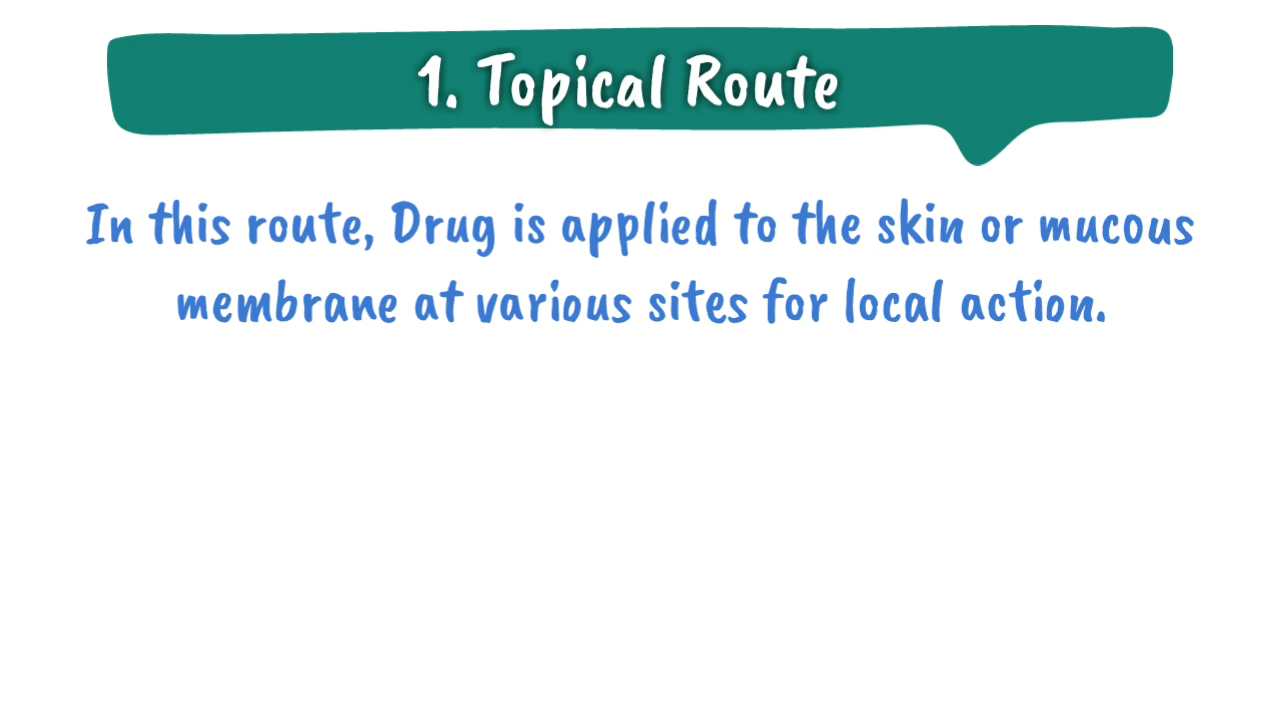 1. Topical Route
In this route, Drug is applied to the skin or mucous
membrane at various sites for local action.